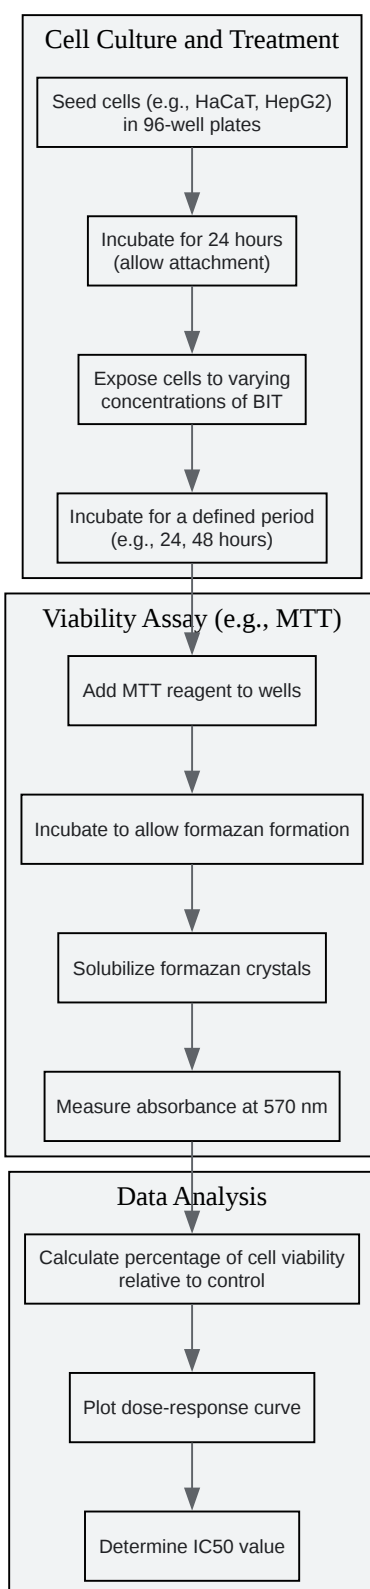 Cell Culture and Treatment
Seed cells (e.g., HaCaT, HepG2)
in 96-well plates
Incubate for 24 hours
(allow attachment)
Expose cells to varying
concentrations of BIT
Incubate for a defined period
(e.g., 24, 48 hours)
Viability Assay (e.g., MTT)
Add MTT reagent to wells
Incubate to allow formazan formation
Solubilize formazan crystals
Measure absorbance at 570 nm
Data Analysis
Calculate percentage of cell viability
relative to control
Plot dose-response curve
Determine IC50 value